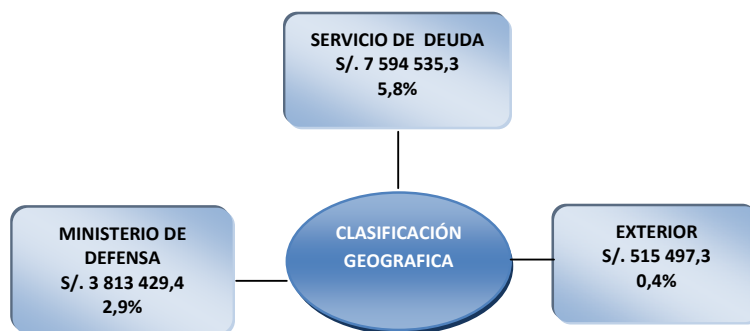 SERVICIO DE DEUDA
S/. 7 594 535,3
5,8%
MINISTERIO DE
DEFENSA
S/. 3 813 429,4
2,9%
CLASIFICACIÓN
GEOGRAFICA
EXTERIOR
S/. 515 497,3
0,4%